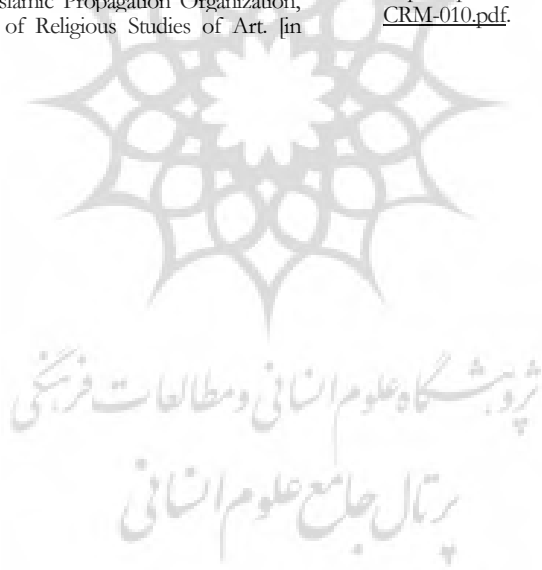 slamic Propagation Organization,
of Religious Studies of Art. [in
CRM-010.pdf.
پژوهشگاه علوم انسانی و مطالعات فرهنگی
پرتال جامع علوم انسانی